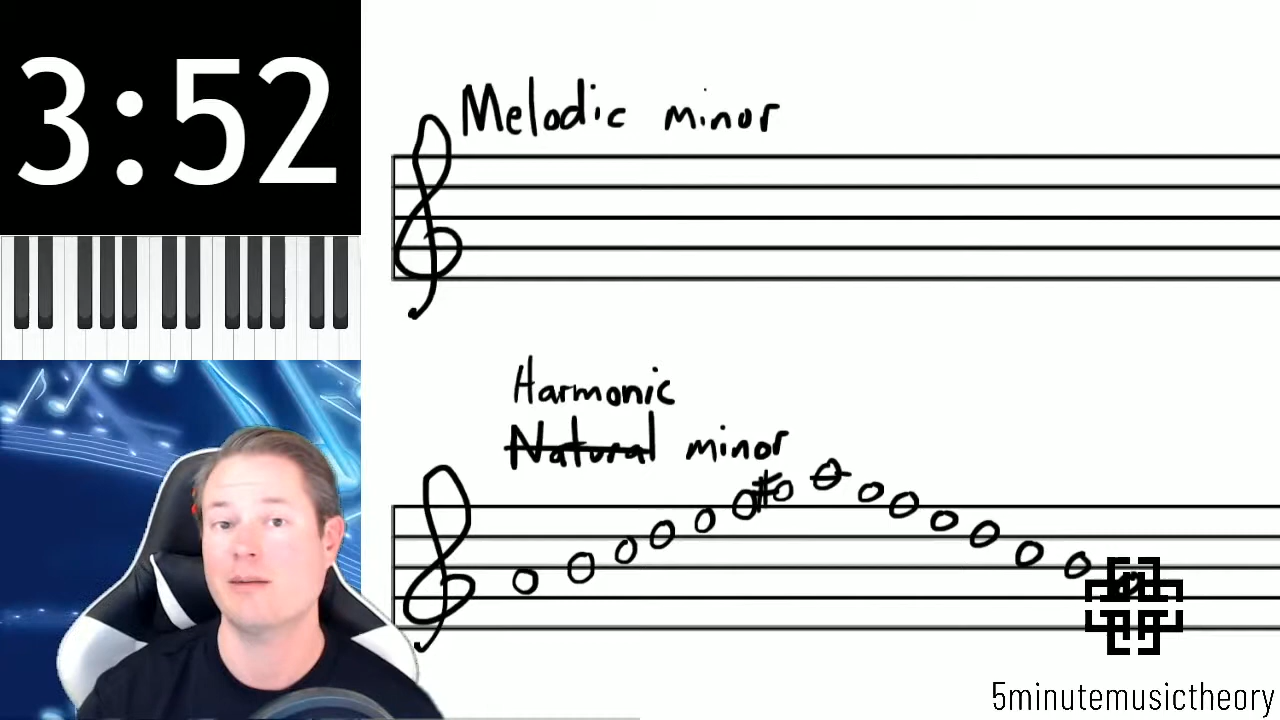 3:52
Melodic minor
Harmonic
Natural minor
5minutemusictheory